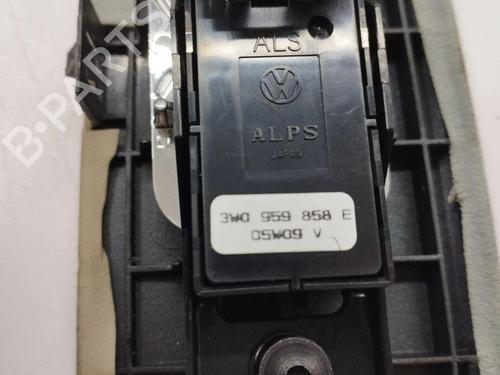 ALS
ALPS
JAPAN
3W0 959 858 E
05W09 V
B-PARTS